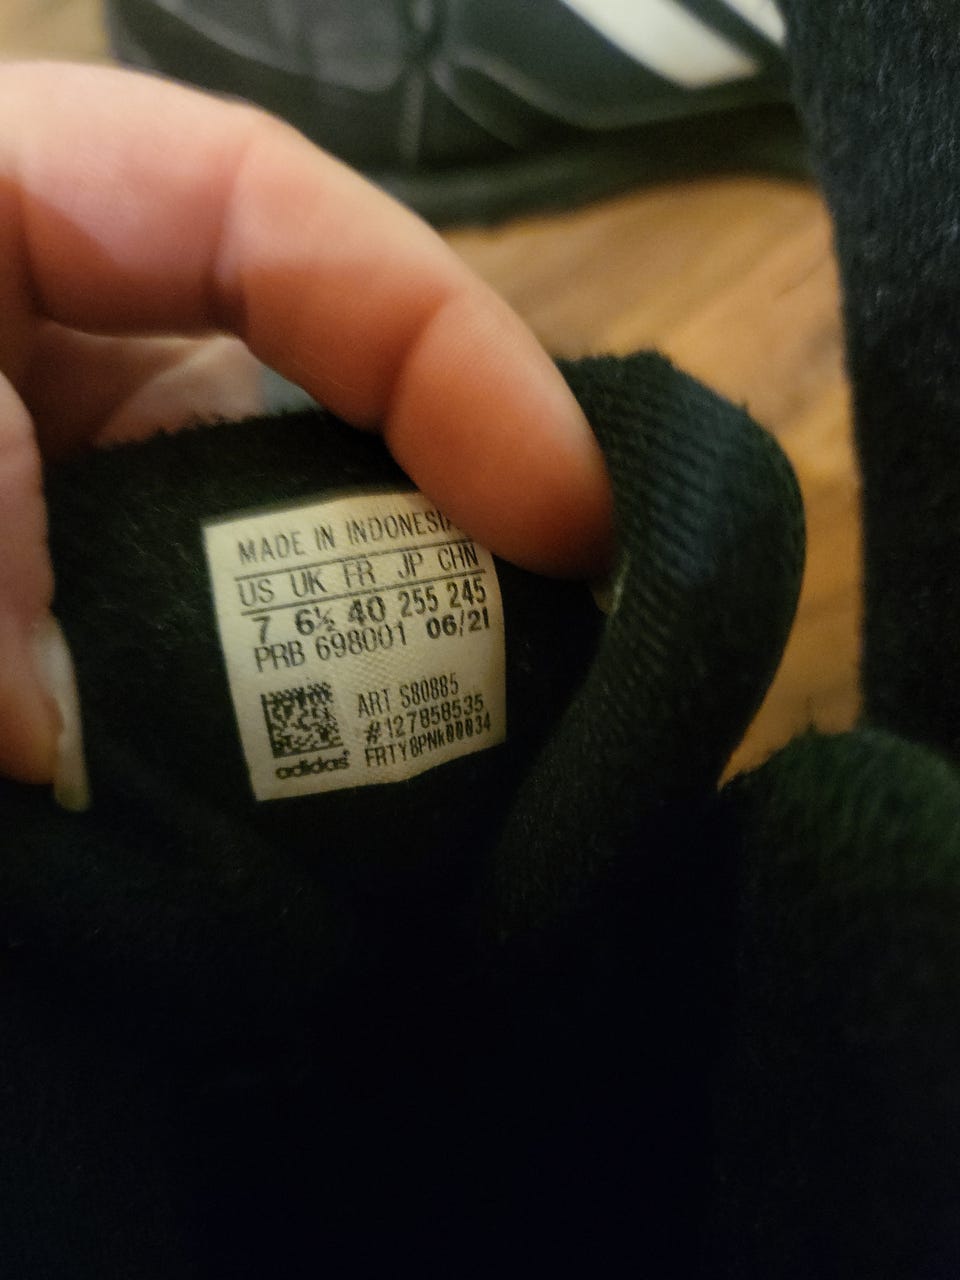 MADE IN INDONESIA
US UK FR JP CHN
7 6½ 40 255 245
PRB 698001 06/21
ART S80885
#127858535
FRTY8PNK00034
adidas